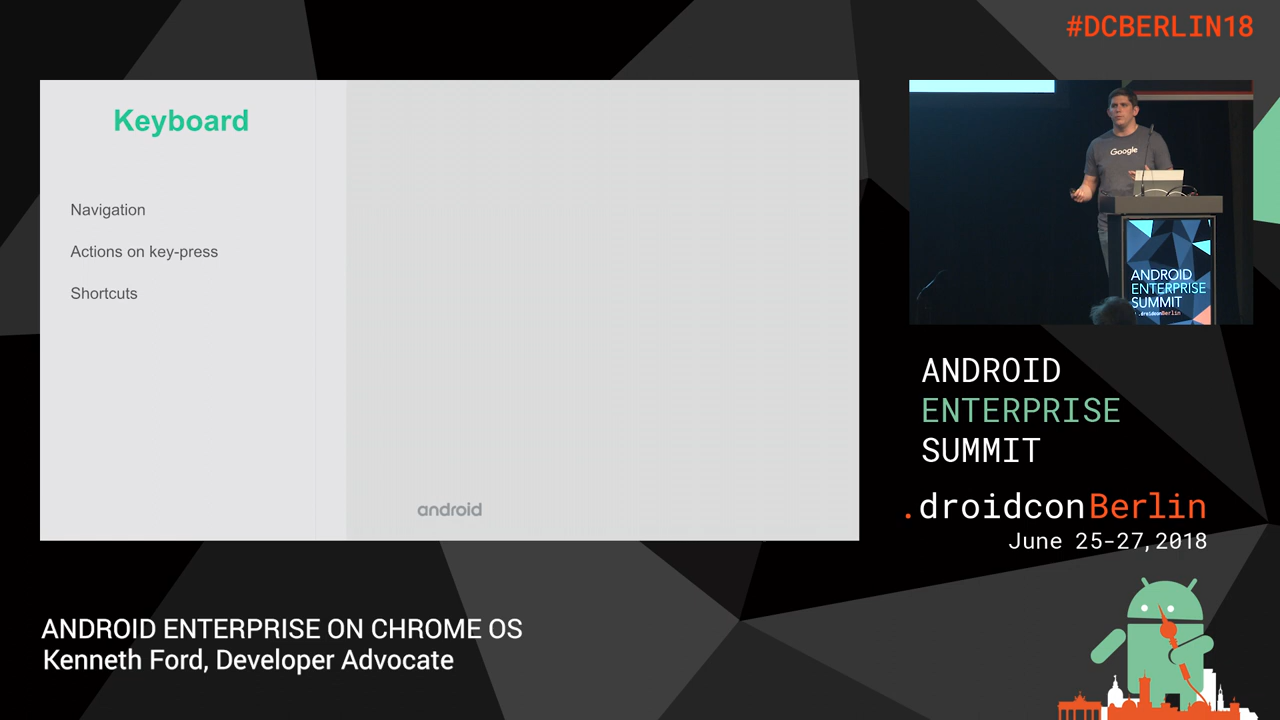 #DCBERLIN18
Keyboard
Navigation
Actions on key-press
Shortcuts
android
Google
ANDROID
ENTERPRISE
SUMMIT
.droidconBerlin
ANDROID
ENTERPRISE
SUMMIT
.droidconBerlin
June 25-27,2018
ANDROID ENTERPRISE ON CHROME OS
Kenneth Ford, Developer Advocate